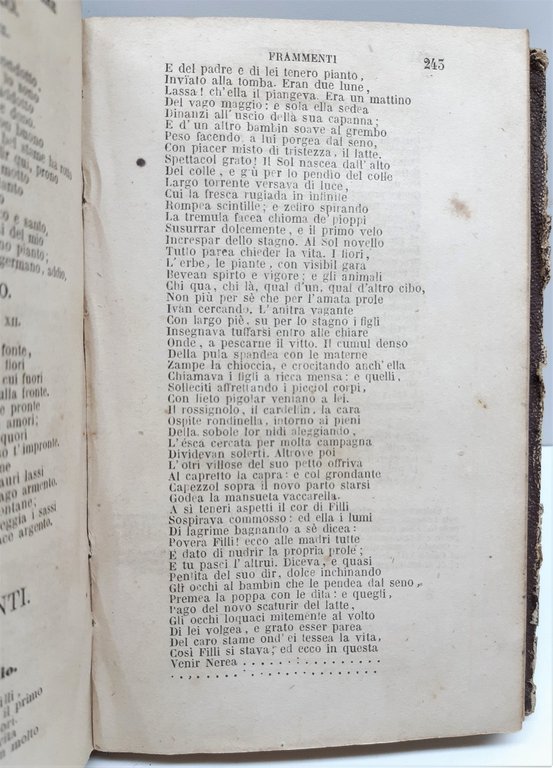 FRAMMENTI 243
E del padre e di lei tenero pianto,
Invïato alla tomba. Eran due lune,
Lassa! ch'ella il piangeva. Era un mattino
Del vago maggio: e sola ella sedea
Dinanzi all'uscio della sua capanna;
E d'un altro bambin soave al grembo
Peso facendo, a lui porgea dal seno,
Con piacer misto di tristezza, il latte.
Spettacol grato! Il Sol nascea dall'alto
De' colle, e giù per lo pendìo del colle
Largo torrente versava di luce,
Cui la fresca rugiada in infinite
Rompea scintille; e zefiro spirando
La tremula facea chioma de' pioppi
Susurrar dolcemente, e il primo velo
Increspar dello stagno. Al Sol novello
Tutto parea chieder la vita. I fiori,
L'erbe, le piante, con visibil gara
Bevean spirto e vigore; e gli animali
Chi qua, chi là, qual d'un, qual d'altro cibo,
Non più per sè che per l'amata prole
Ivan cercando. L'anitra vagante
Con largo piè, su per lo stagno i figli
Insegnava tuffarsi entro alle chiare
Onde, a pescarne il vitto. Il cumul denso
Della pula spandea con le materne
Zampe la chioccia, e crocitando anch'ella
Chiamava i figli a ricca mensa: e quelli,
Solleciti affrettando i picciol corpi,
Con lieto pigolar veniano a lei.
Il rossignolo, il cardellin, la cara
Ospite rondinella, intorno ai pieni
Della sobole lor nidi aleggiando,
L'ésca cercata per molta campagna
Dividevan solerti. Altrove poi
L'otri villose del suo petto offriva
Al capretto la capra: e col grondante
Capezzol sopra il novo parto starsi
Godea la mansueta vaccarella.
A sì teneri aspetti il cor di Filli
Sospirava commosso: ed ella i lumi
Di lagrime bagnando a sè dicea:
Povera Filli! ecco alle madri tutte
È dato di nudrir la propria prole;
E tu pasci l'altrui. Diceva, e quasi
Pentita del suo dir, dolce inchinando
Gli occhi al bambin che le pendea dal seno,
Premea la poppa con le dita: e quegli,
Pago del novo scaturir del latte,
Gli occhi loquaci mitemente al volto
Di lei volgea, e grato esser parea
Del caro stame ond'ei tessea la vita,
Così Filli si stava; ed ecco in questa
Venir Nerea . . . . . . . . . . . . . .
. . . . . . . . . . . . . . . . . . . .